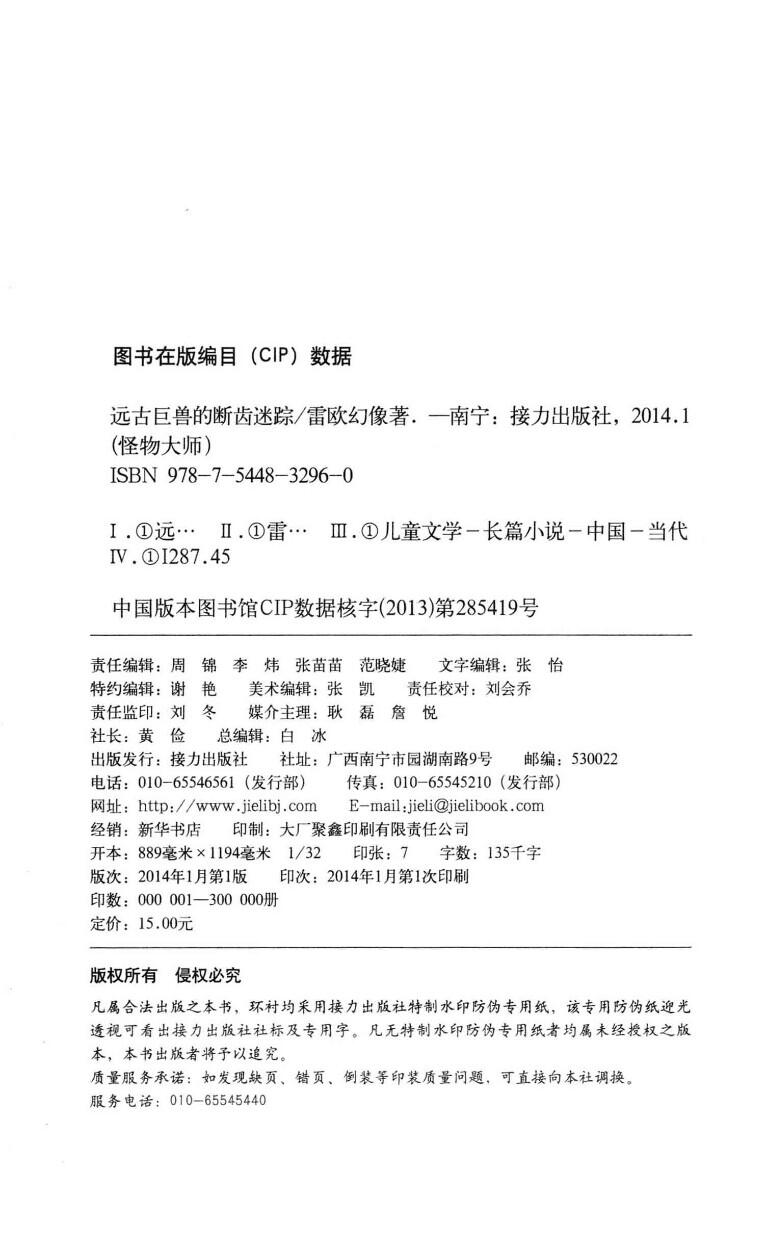 图书在版编目（CIP）数据
远古巨兽的断齿迷踪/雷欧幻像著．—南宁：接力出版社，2014.1
（怪物大师）
ISBN 978-7-5448-3296-0
Ⅰ.①远… Ⅱ.①雷… Ⅲ.①儿童文学－长篇小说－中国－当代
Ⅳ.①I287.45
中国版本图书馆CIP数据核字(2013)第285419号
责任编辑：周 锦 李 炜 张苗苗 范晓婕 文字编辑：张 怡
特约编辑：谢 艳 美术编辑：张 凯 责任校对：刘会乔
责任监印：刘 冬 媒介主理：耿 磊 詹 悦
社长：黄 俭 总编辑：白 冰
出版发行：接力出版社 社址：广西南宁市园湖南路9号 邮编：530022
电话：010-65546561（发行部） 传真：010-65545210（发行部）
网址：http://www.jielibj.com E-mail:jieli@jielibook.com
经销：新华书店 印制：大厂聚鑫印刷有限责任公司
开本：889毫米×1194毫米 1/32 印张：7 字数：135千字
版次：2014年1月第1版 印次：2014年1月第1次印刷
印数：000 001—300 000册
定价：15.00元
版权所有 侵权必究
凡属合法出版之本书，环衬均采用接力出版社特制水印防伪专用纸，该专用防伪纸迎光
透视可看出接力出版社社标及专用字。凡无特制水印防伪专用纸者均属未经授权之版
本，本书出版者将予以追究。
质量服务承诺：如发现缺页、错页、倒装等印装质量问题，可直接向本社调换。
服务电话：010-65545440